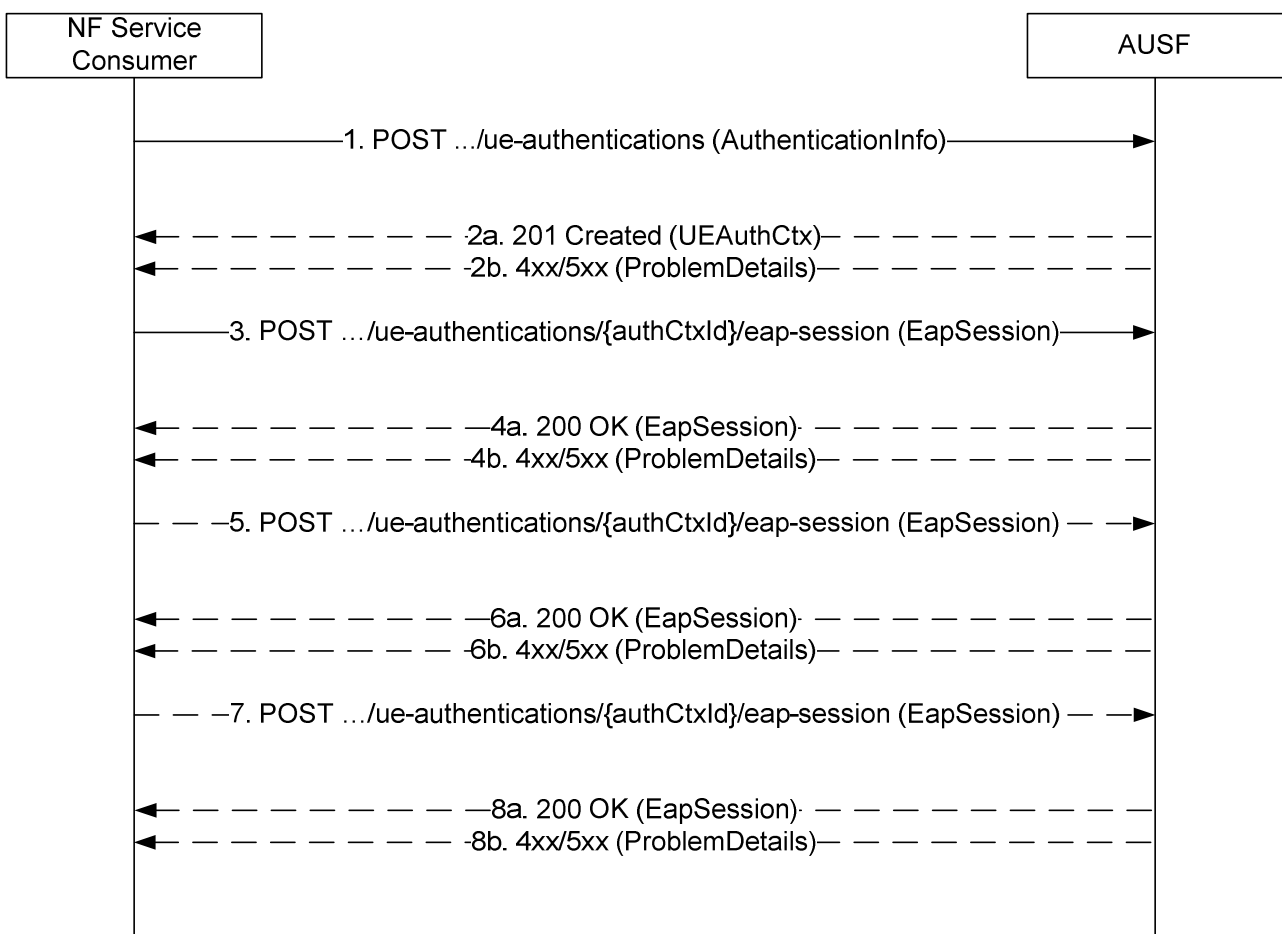 NF Service
Consumer
AUSF
1. POST .../ue-authentications (AuthenticationInfo)
2a. 201 Created (UEAuthCtx)
2b. 4xx/5xx (ProblemDetails)
3. POST .../ue-authentications/{authCtxId}/eap-session (EapSession)
4a. 200 OK (EapSession)
4b. 4xx/5xx (ProblemDetails)
5. POST .../ue-authentications/{authCtxId}/eap-session (EapSession)
6a. 200 OK (EapSession)
6b. 4xx/5xx (ProblemDetails)
7. POST .../ue-authentications/{authCtxId}/eap-session (EapSession)
8a. 200 OK (EapSession)
8b. 4xx/5xx (ProblemDetails)